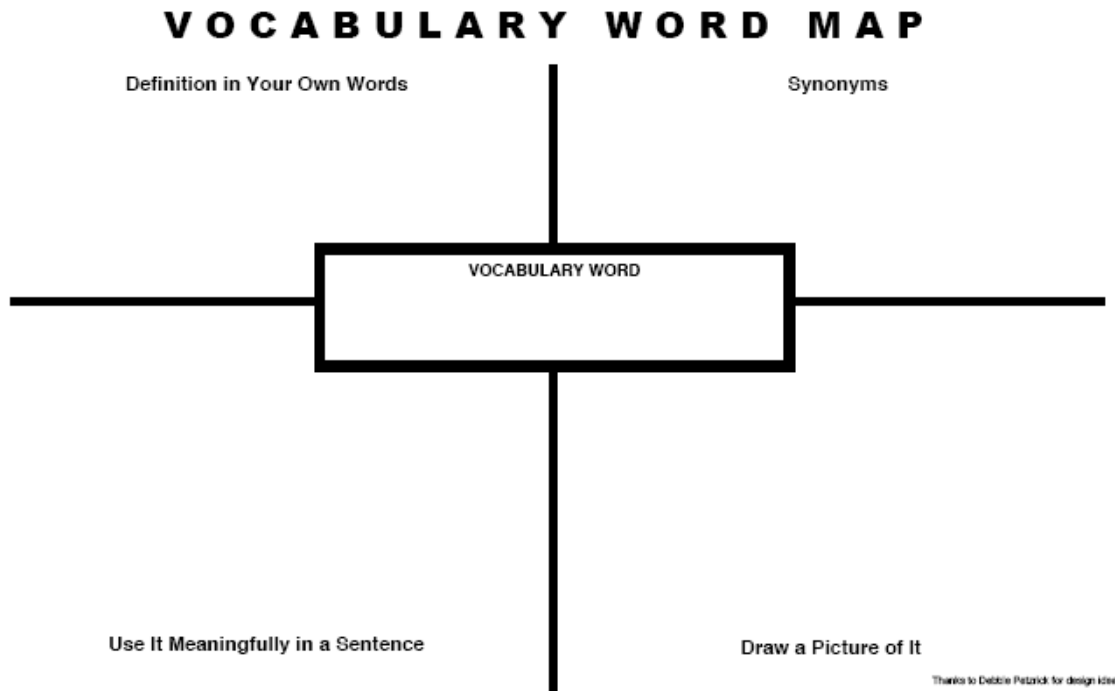 VOCABULARY WORD MAP
Definition in Your Own Words
Synonyms
VOCABULARY WORD
Use It Meaningfully in a Sentence
Draw a Picture of It
Thanks to Debbie Petzrick for design idea